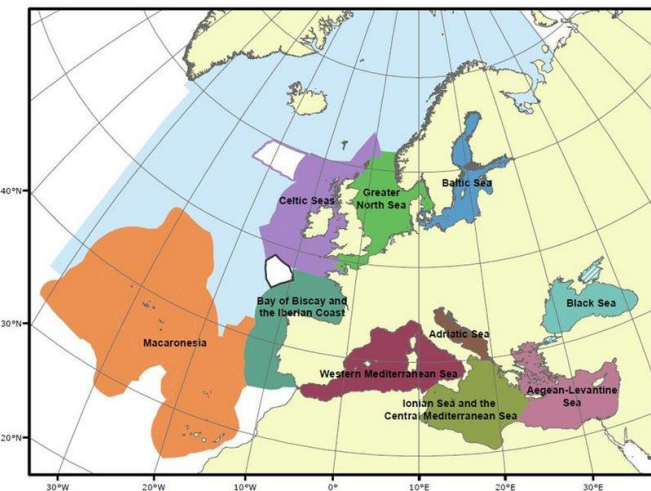 Celtic Seas
Greater
North Sea
Baltic Sea
40°N
Bay of Biscay and
the Iberian Coast
Black Sea
30°N
Adriatic Sea
Macaronesia
Western Mediterranean Sea
Aegean-Levantine
Sea
Ionian Sea and the
Central Mediterranean Sea
20°N
30°W
20°W
10°W
0°
10°E
20°E
30°E